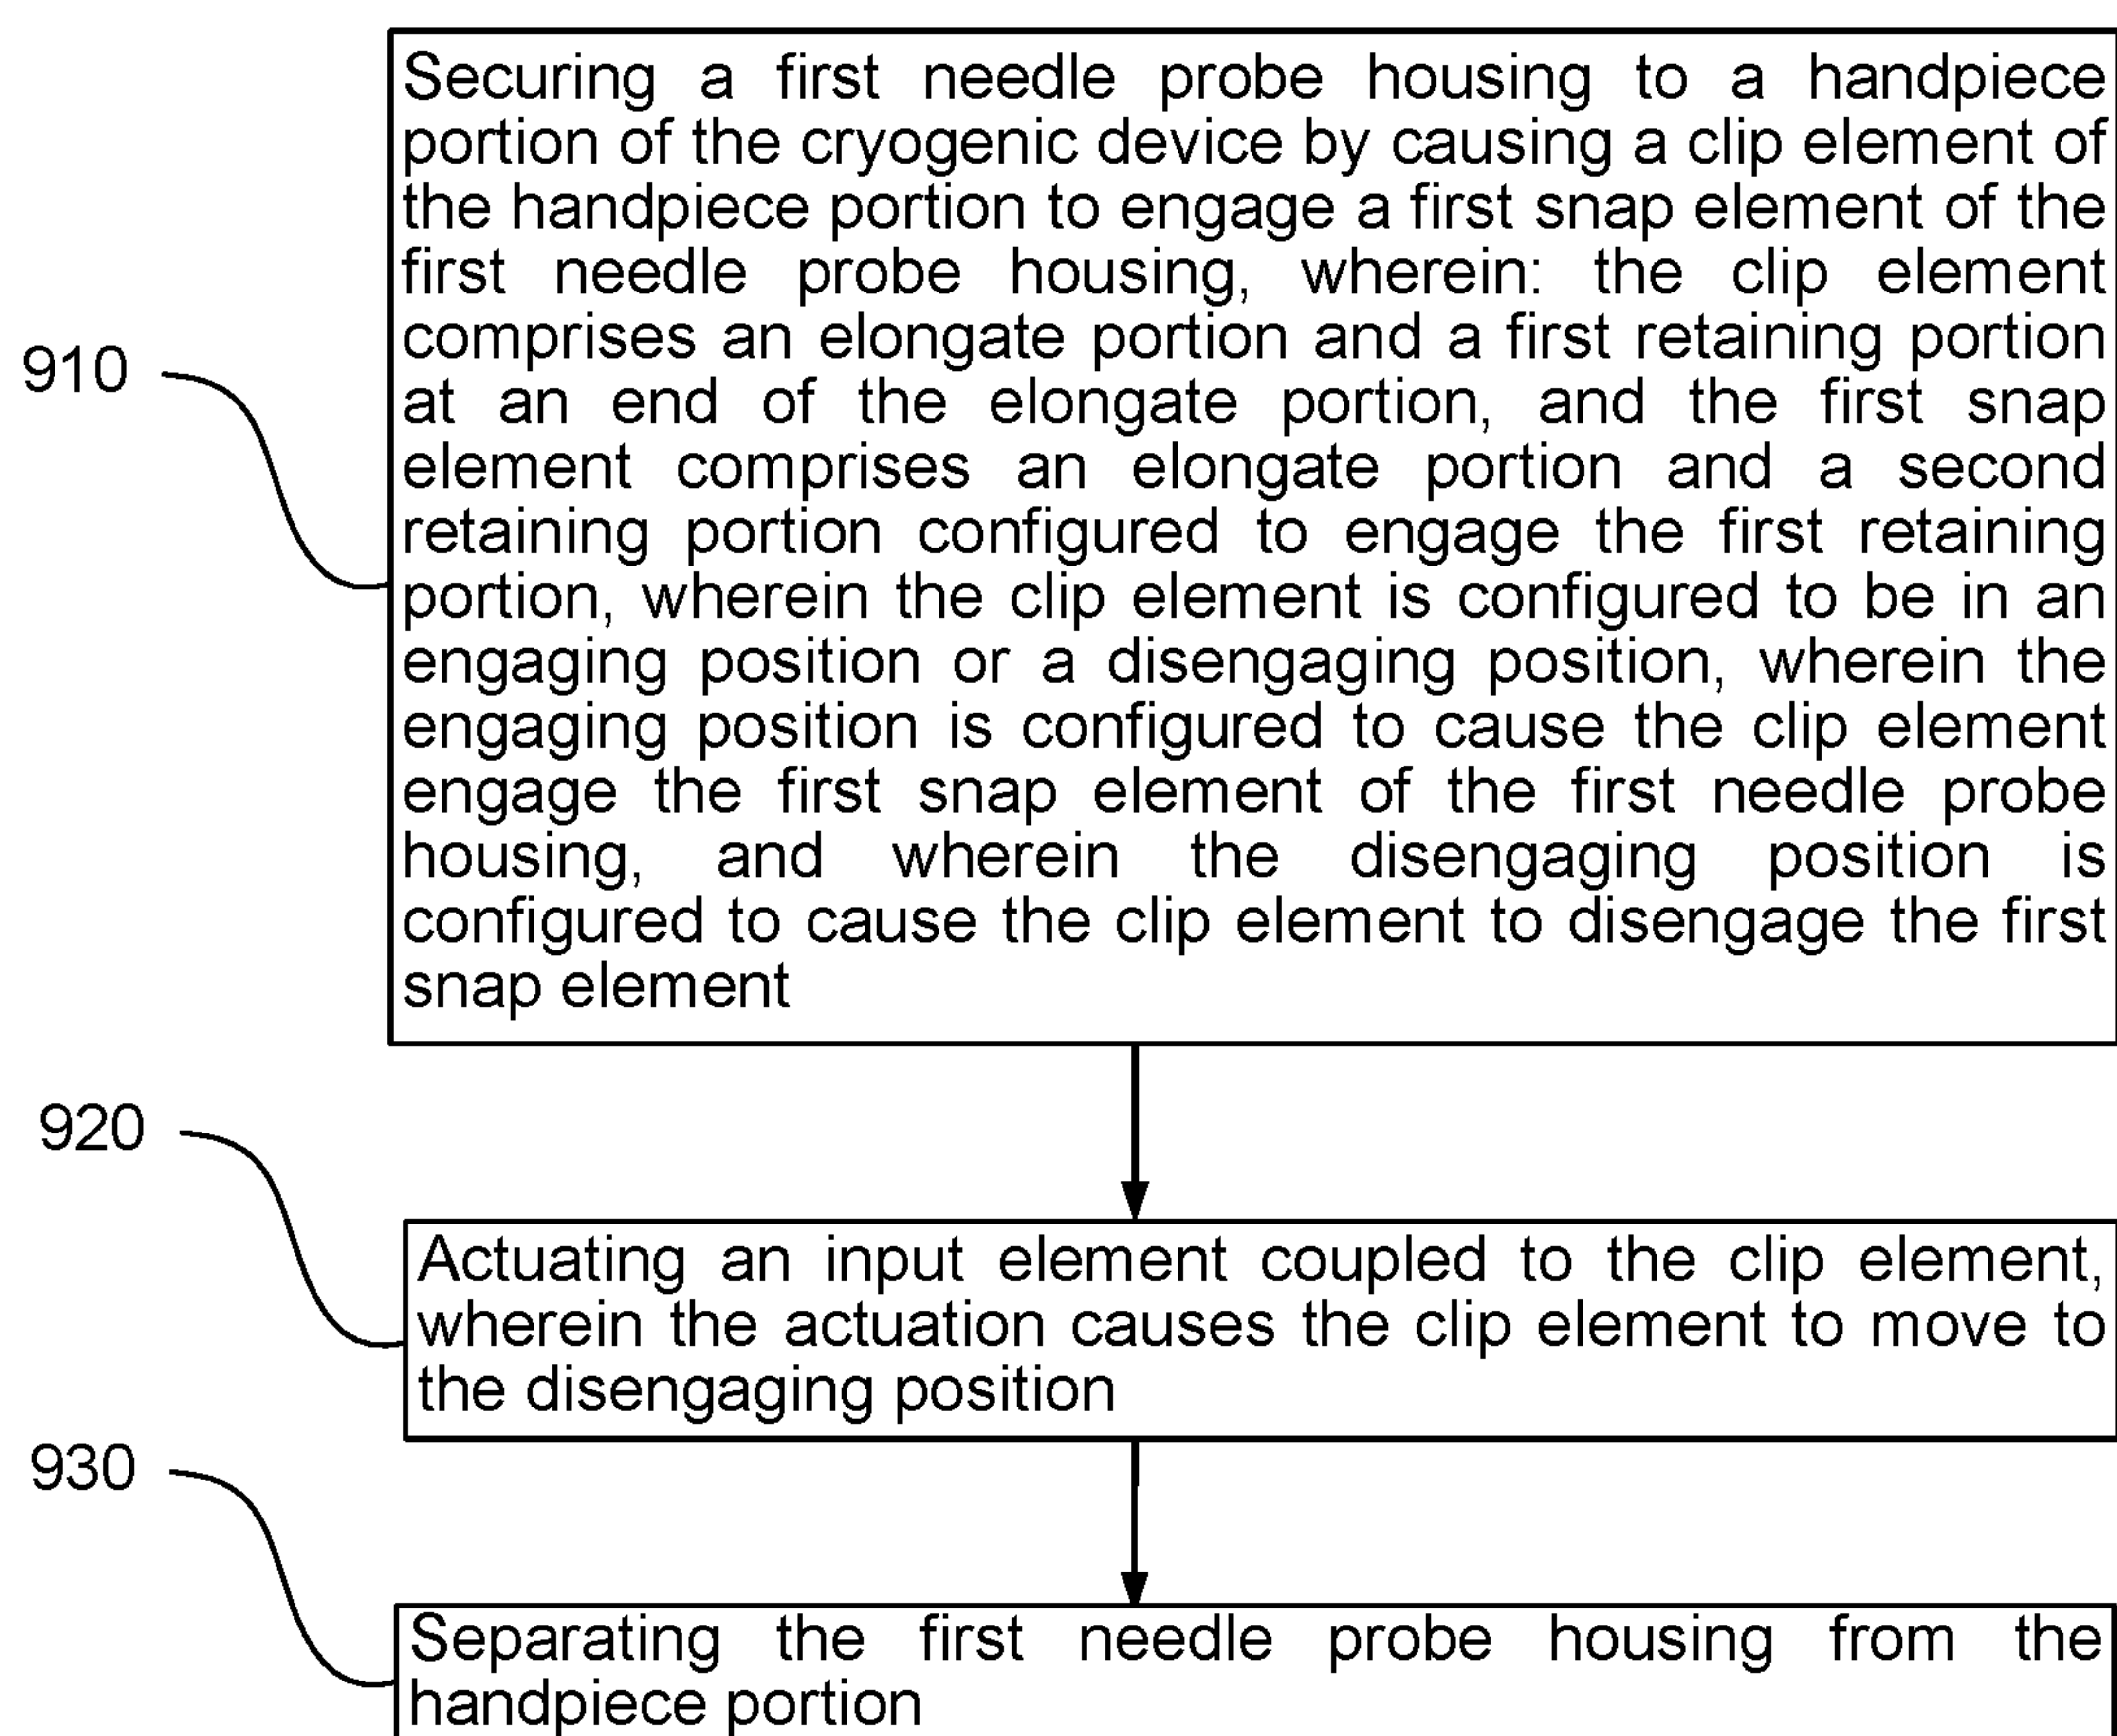 Securing a first needle probe housing to a handpiece
portion of the cryogenic device by causing a clip element of
the handpiece portion to engage a first snap element of the
first needle probe housing, wherein: the clip element
comprises an elongate portion and a first retaining portion
910
at an end of the elongate portion, and the first snap
element comprises an elongate portion and a second
retaining portion configured to engage the first retaining
portion, wherein the clip element is configured to be in an
engaging position or a disengaging position, wherein the
engaging position is configured to cause the clip element
engage the first snap element of the first needle probe
housing, and wherein the disengaging position is
configured to cause the clip element to disengage the first
snap element
920
Actuating an input element coupled to the clip element,
wherein the actuation causes the clip element to move to
the disengaging position
930
Separating the first needle probe housing from the
handpiece portion